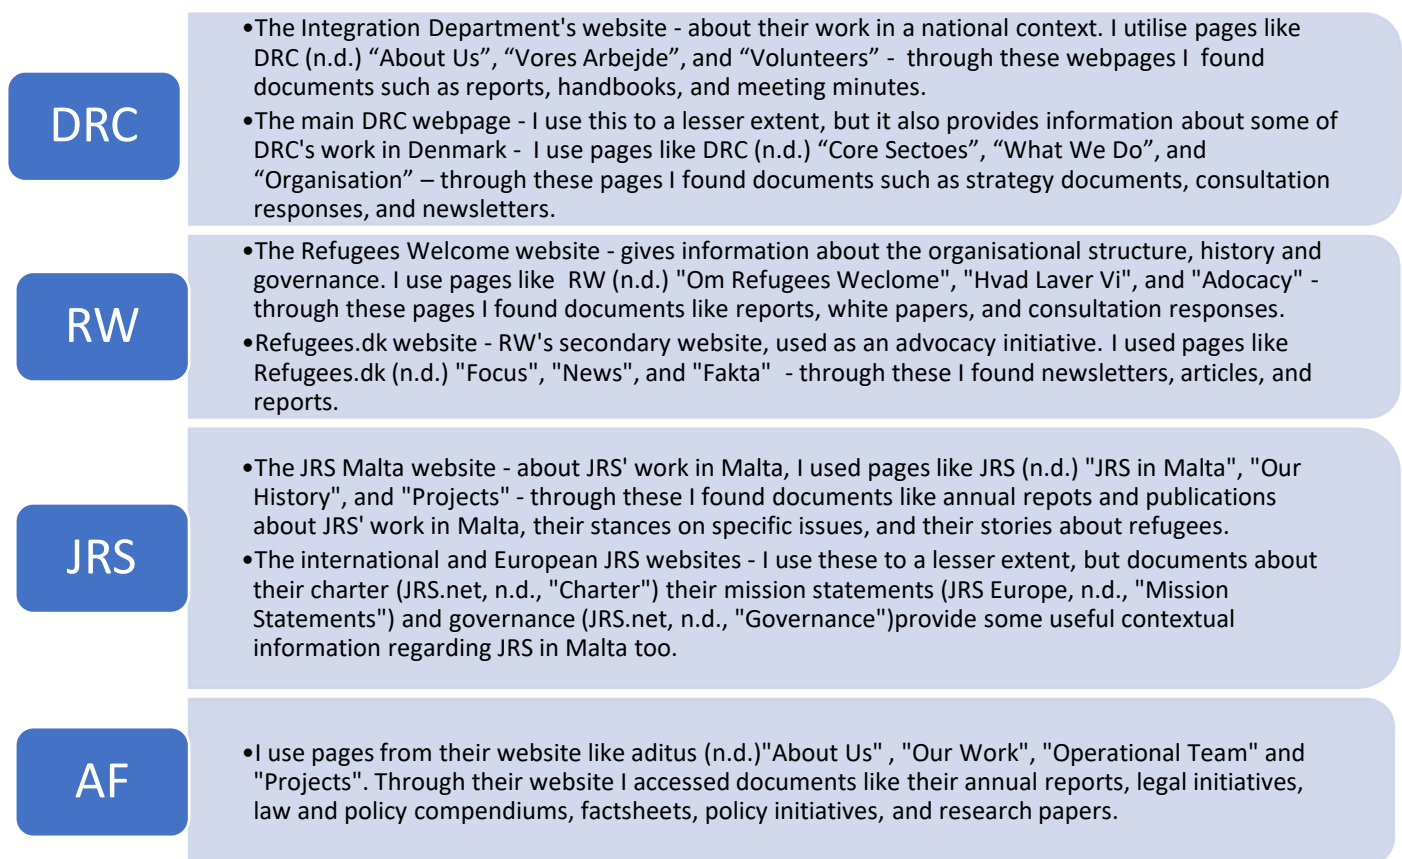 DRC
•The Integration Department's website - about their work in a national context. I utilise pages like
DRC (n.d.) “About Us”, “Vores Arbejde”, and “Volunteers” - through these webpages I found
documents such as reports, handbooks, and meeting minutes.
•The main DRC webpage - I use this to a lesser extent, but it also provides information about some of
DRC's work in Denmark - I use pages like DRC (n.d.) “Core Sectoes”, “What We Do”, and
“Organisation” – through these pages I found documents such as strategy documents, consultation
responses, and newsletters.
RW
•The Refugees Welcome website - gives information about the organisational structure, history and
governance. I use pages like RW (n.d.) "Om Refugees Weclome", "Hvad Laver Vi", and "Adocacy" -
through these pages I found documents like reports, white papers, and consultation responses.
•Refugees.dk website - RW's secondary website, used as an advocacy initiative. I used pages like
Refugees.dk (n.d.) "Focus", "News", and "Fakta" - through these I found newsletters, articles, and
reports.
JRS
•The JRS Malta website - about JRS' work in Malta, I used pages like JRS (n.d.) "JRS in Malta", "Our
History", and "Projects" - through these I found documents like annual repots and publications
about JRS' work in Malta, their stances on specific issues, and their stories about refugees.
•The international and European JRS websites - I use these to a lesser extent, but documents about
their charter (JRS.net, n.d., "Charter") their mission statements (JRS Europe, n.d., "Mission
Statements") and governance (JRS.net, n.d., "Governance")provide some useful contextual
information regarding JRS in Malta too.
AF
•I use pages from their website like aditus (n.d.)"About Us" , "Our Work", "Operational Team" and
"Projects". Through their website I accessed documents like their annual reports, legal initiatives,
law and policy compendiums, factsheets, policy initiatives, and research papers.